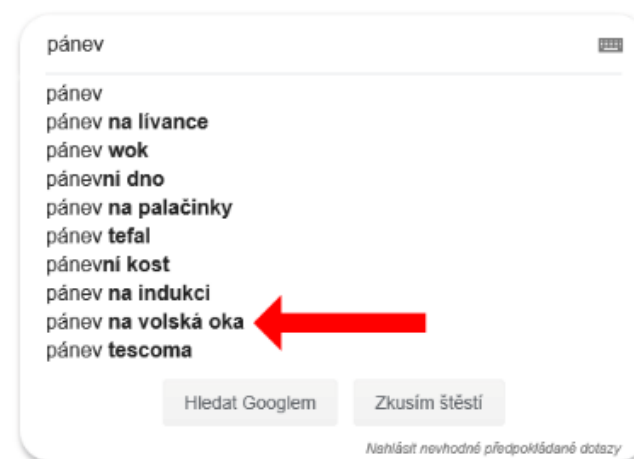 pánev
pánev
pánev na lívance
pánev wok
pánevní dno
pánev na palačinky
pánev tefal
pánevní kost
pánev na indukci
pánev na volská oka
pánev tescoma
Hledat Googlem
Zkusím štěstí
Nahlásit nevhodné předpokládané dotazy